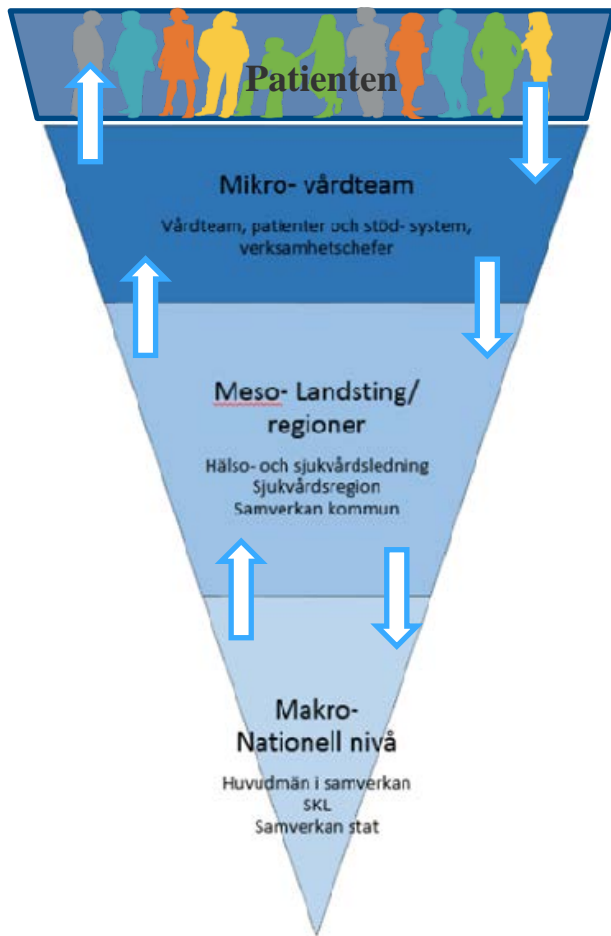 Patienten
Mikro- vårdteam
Vårdteam, patienter och stöd- system,
verksamhetschefer
Meso- Landsting/
regioner
Hälso- och sjukvårdsledning
Sjukvårdsregion
Samverkan kommun
Makro-
Nationell nivå
Huvudmän i samverkan
SKL
Samverkan stat